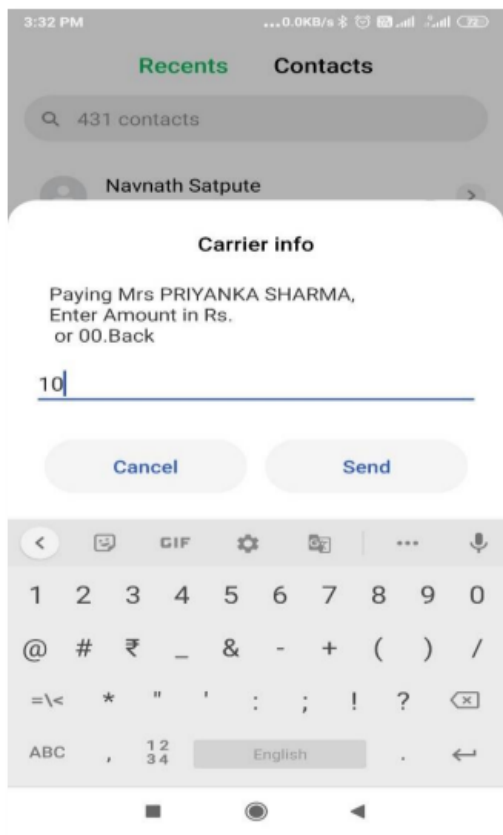 3:32 PM
...0.0KB/s 72
Recents Contacts
431 contacts
Navnath Satpute
Carrier info
Paying Mrs PRIYANKA SHARMA,
Enter Amount in Rs.
or 00.Back
10
Cancel Send
GIF
1 2 3 4 5 6 7 8 9 0
@ # ₹ _ & - + ( ) /
=\< * " ' : ; ! ?
ABC , 12 34 English .